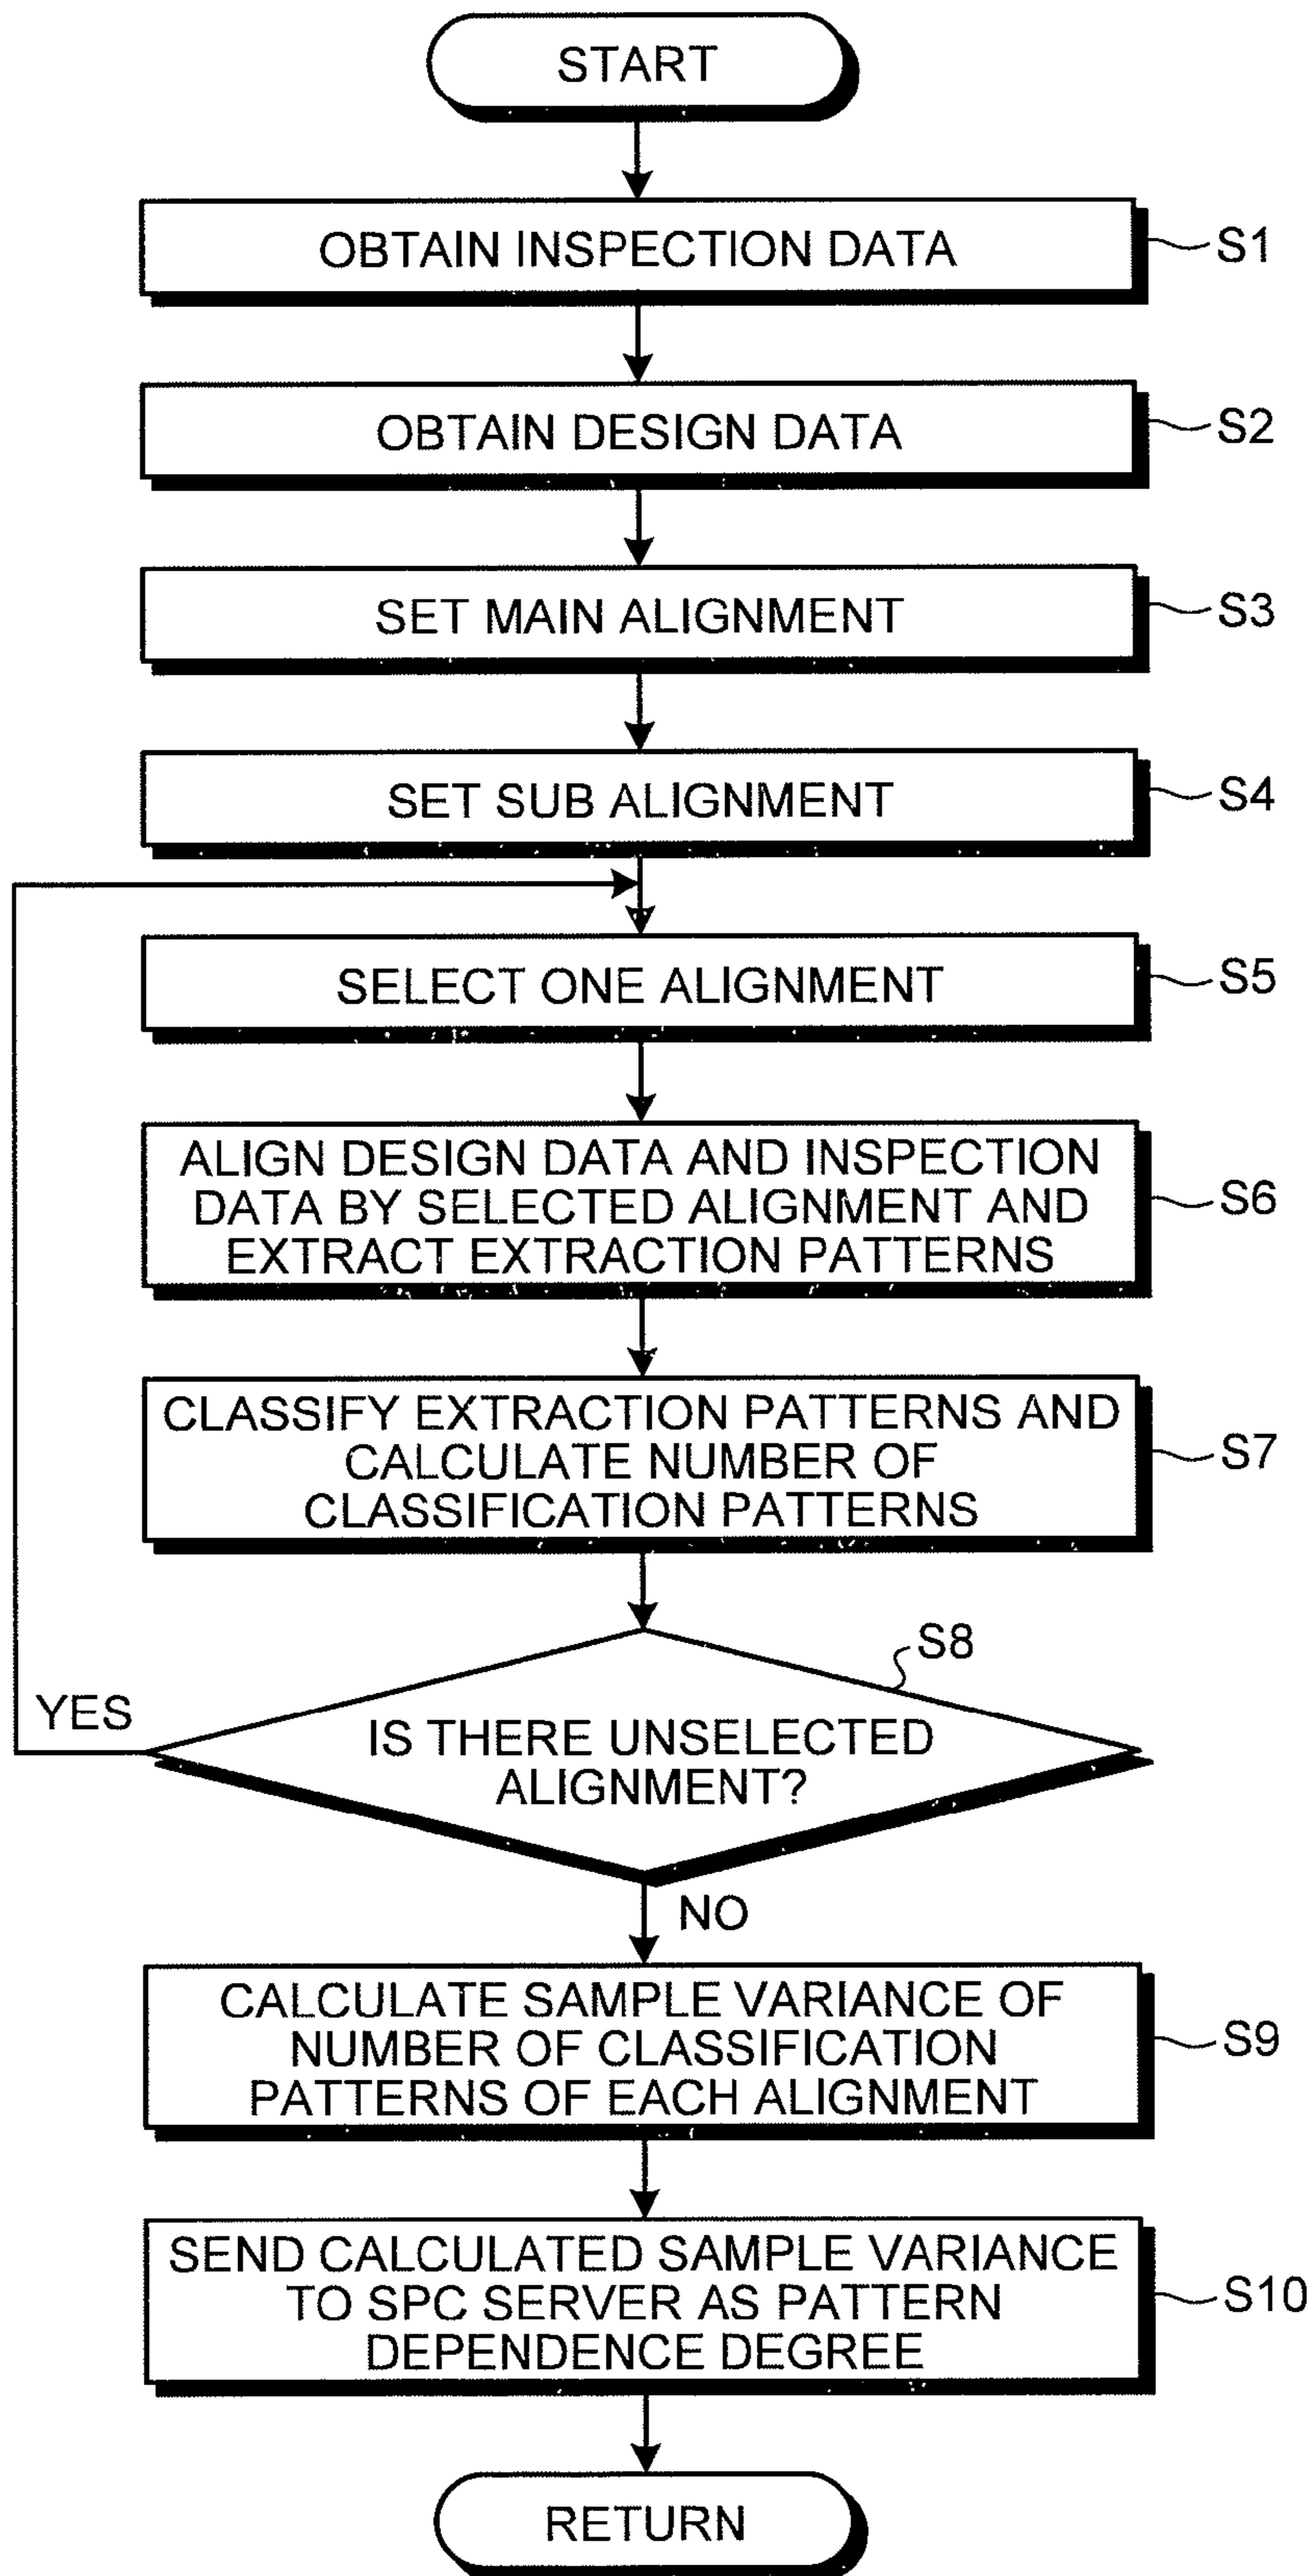 START
OBTAIN INSPECTION DATA
S1
OBTAIN DESIGN DATA
S2
SET MAIN ALIGNMENT
S3
SET SUB ALIGNMENT
S4
SELECT ONE ALIGNMENT
S5
ALIGN DESIGN DATA AND INSPECTION
DATA BY SELECTED ALIGNMENT AND
EXTRACT EXTRACTION PATTERNS
S6
CLASSIFY EXTRACTION PATTERNS AND
CALCULATE NUMBER OF
CLASSIFICATION PATTERNS
S7
S8
YES
IS THERE UNSELECTED
ALIGNMENT?
NO
CALCULATE SAMPLE VARIANCE OF
NUMBER OF CLASSIFICATION
PATTERNS OF EACH ALIGNMENT
S9
SEND CALCULATED SAMPLE VARIANCE
TO SPC SERVER AS PATTERN
DEPENDENCE DEGREE
S10
RETURN